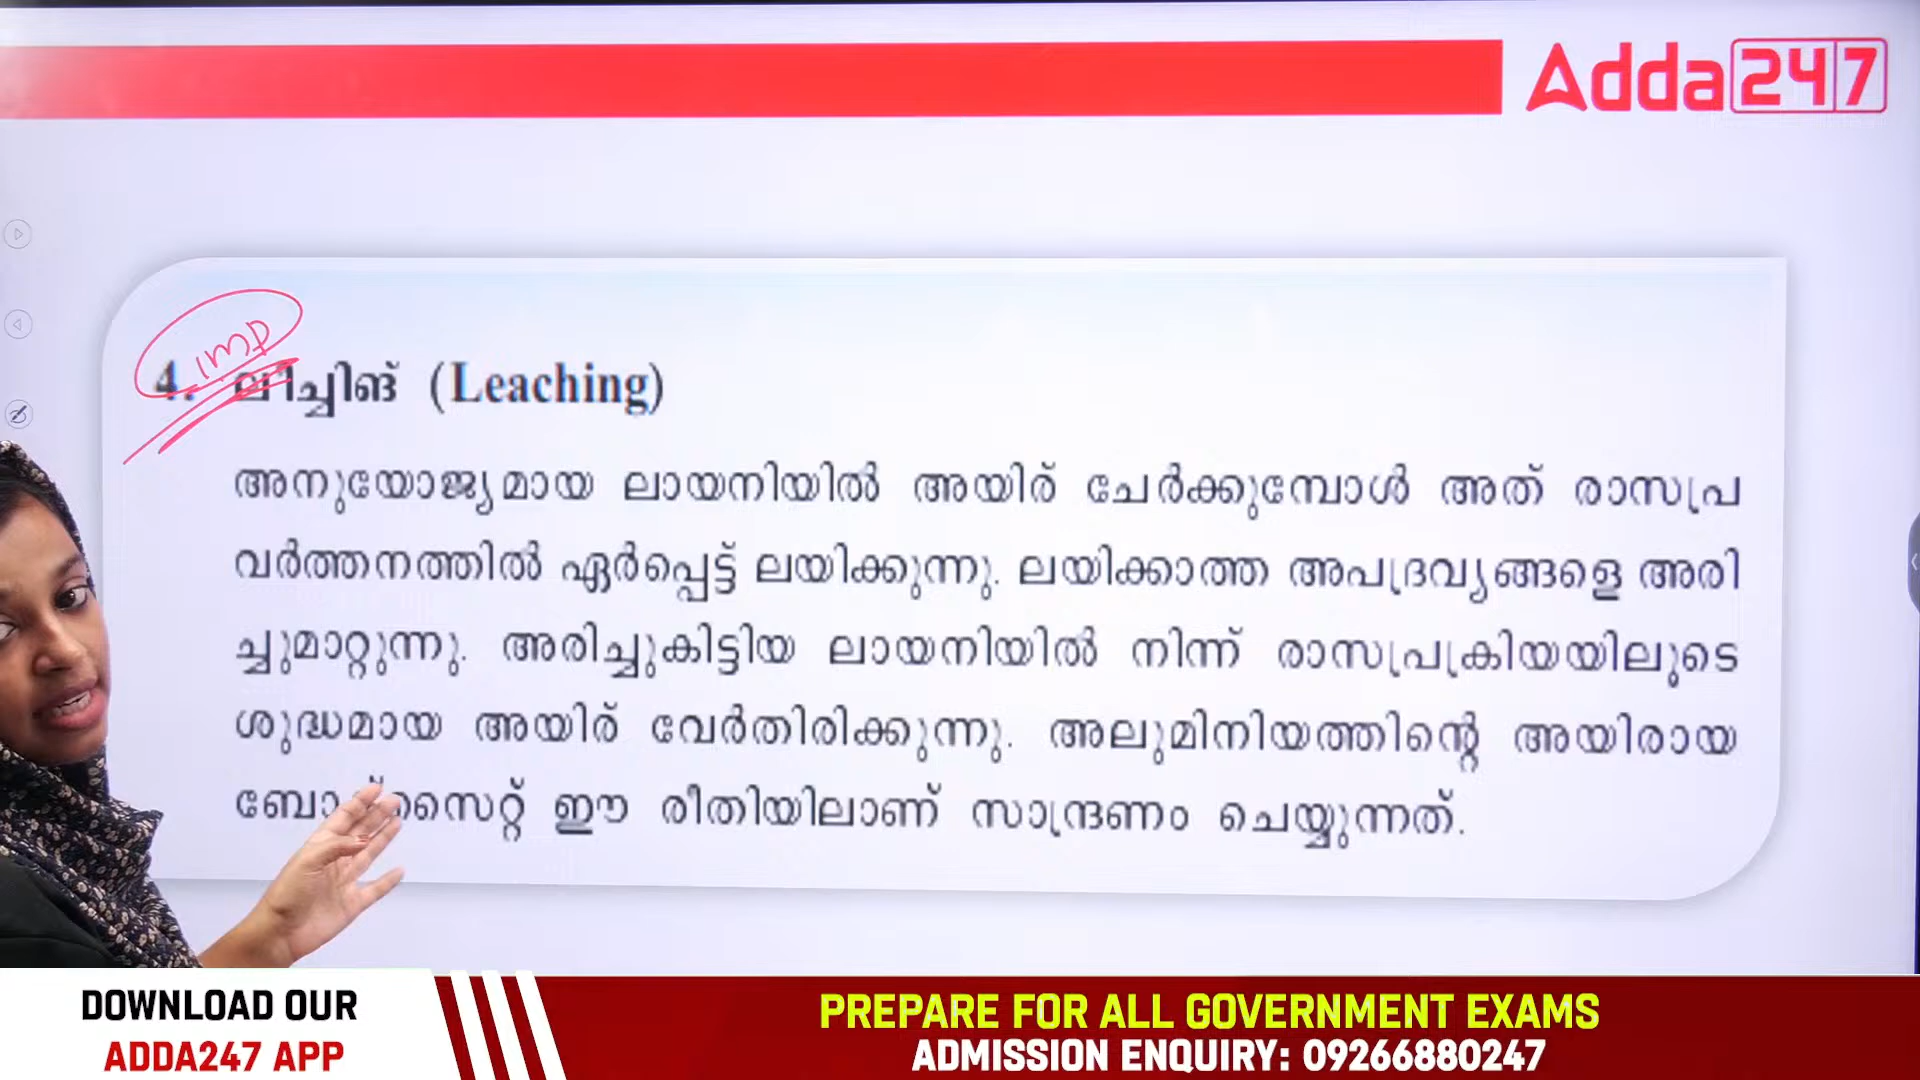 Adda247
IMP
4. ലീച്ചിങ് (Leaching)
അനുയോജ്യമായ ലായനിയിൽ അയിര് ചേർക്കുമ്പോൾ അത് രാസപ്ര
വർത്തനത്തിൽ ഏർപ്പെട്ട് ലയിക്കുന്നു. ലയിക്കാത്ത അപദ്രവ്യങ്ങളെ അരി
ച്ചുമാറ്റുന്നു. അരിച്ചുകിട്ടിയ ലായനിയിൽ നിന്ന് രാസപ്രക്രിയയിലൂടെ
ശുദ്ധമായ അയിര് വേർതിരിക്കുന്നു. അലുമിനിയത്തിന്റെ അയിരായ
ബോക്സൈറ്റ് ഈ രീതിയിലാണ് സാന്ദ്രണം ചെയ്യുന്നത്.
DOWNLOAD OUR
ADDA247 APP
PREPARE FOR ALL GOVERNMENT EXAMS
ADMISSION ENQUIRY: 09266880247